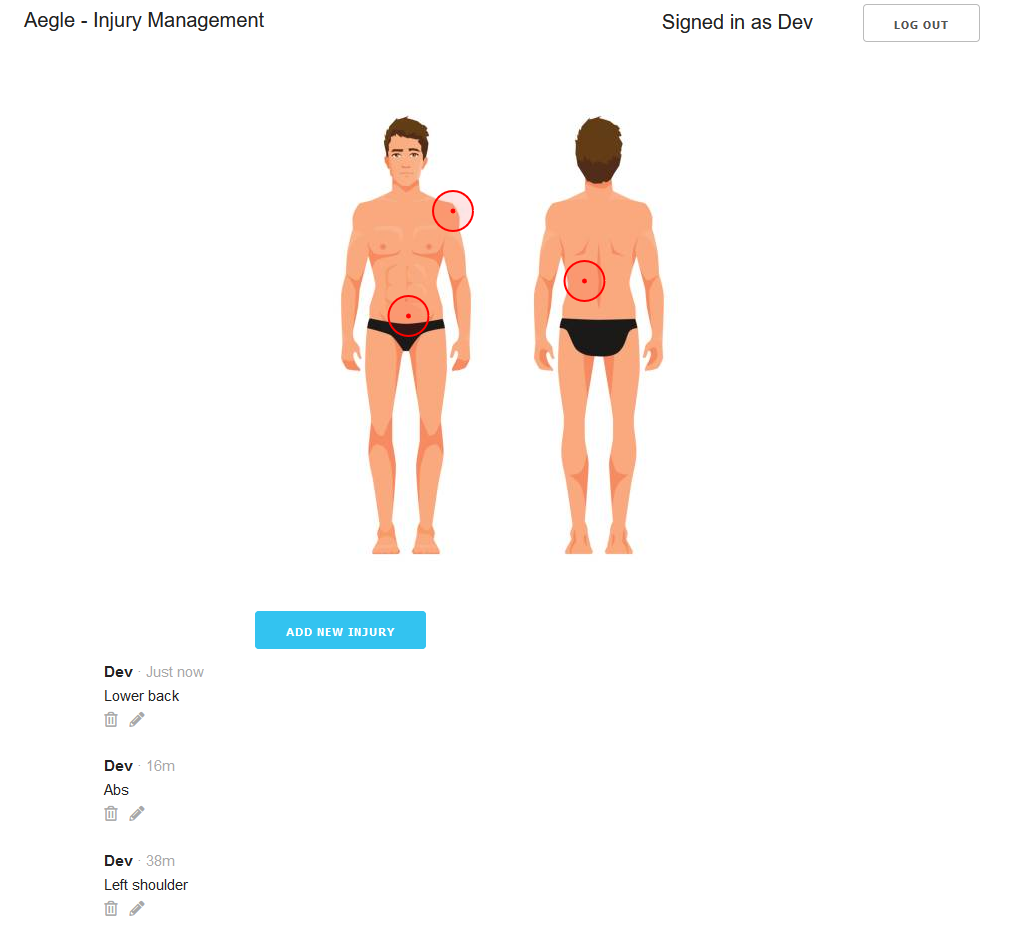 Aegle - Injury Management
Signed in as Dev
LOG OUT
ADD NEW INJURY
Dev · Just now
Lower back
Dev · 16m
Abs
Dev · 38m
Left shoulder